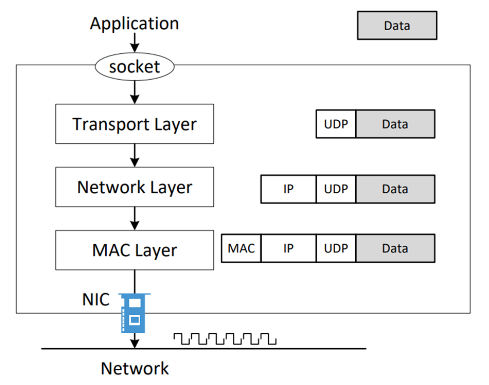 Application
Data
socket
Transport Layer
UDP Data
Network Layer
IP UDP Data
MAC Layer
MAC IP UDP Data
NIC
Network